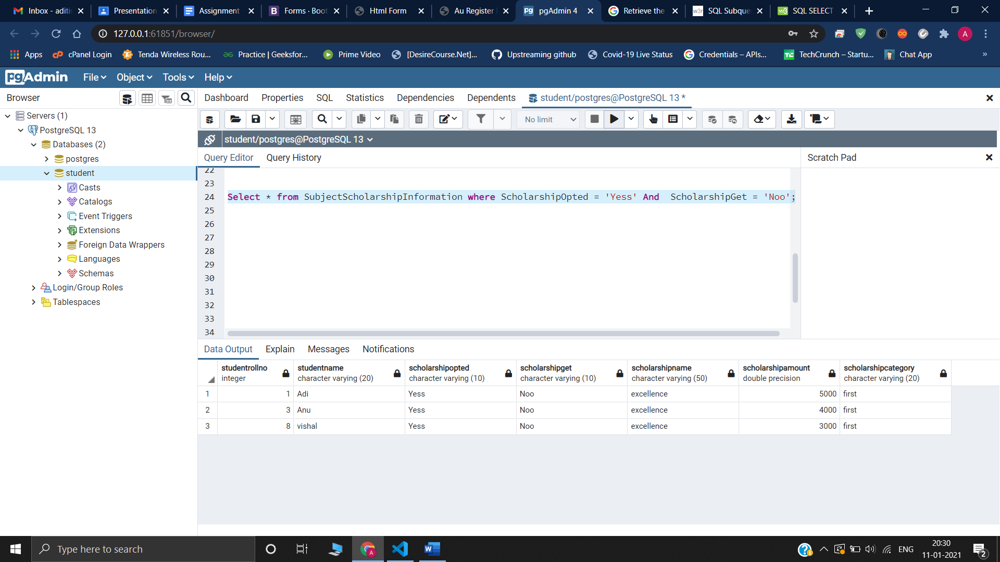 Inbox - aditis
Presentation
Assignment
Forms · Boot
Html Form
Au Register
pgAdmin 4
Retrieve the
SQL Subque
SQL SELECT
127.0.0.1:61851/browser/
Apps
cPanel Login
Tenda Wireless Rou...
Practice | Geeksfor...
Prime Video
[DesireCourse.Net]...
Upstreaming github
Covid-19 Live Status
Credentials – APIs...
TechCrunch – Startu...
Chat App
»
pgAdmin
File
Object
Tools
Help
Browser
Dashboard
Properties
SQL
Statistics
Dependencies
Dependents
student/postgres@PostgreSQL 13 *
Servers (1)
PostgreSQL 13
Databases (2)
postgres
student
Casts
Catalogs
Event Triggers
Extensions
Foreign Data Wrappers
Languages
Schemas
Login/Group Roles
Tablespaces
No limit
student/postgres@PostgreSQL 13
Query Editor
Query History
Scratch Pad
22
23
24 Select * from SubjectScholarshipInformation where ScholarshipOpted = 'Yess' And  ScholarshipGet = 'Noo';
25
26
27
28
29
30
31
32
33
34
Data Output
Explain
Messages
Notifications
studentrollno studentname scholarshipopted scholarshipget scholarshipname scholarshipamount scholarshipcategory
integer character varying (20) character varying (10) character varying (10) character varying (50) double precision character varying (20)
1 1 Adi Yess Noo excellence 5000 first
2 3 Anu Yess Noo excellence 4000 first
3 8 vishal Yess Noo excellence 3000 first
Type here to search
ENG
20:30
11-01-2021
2